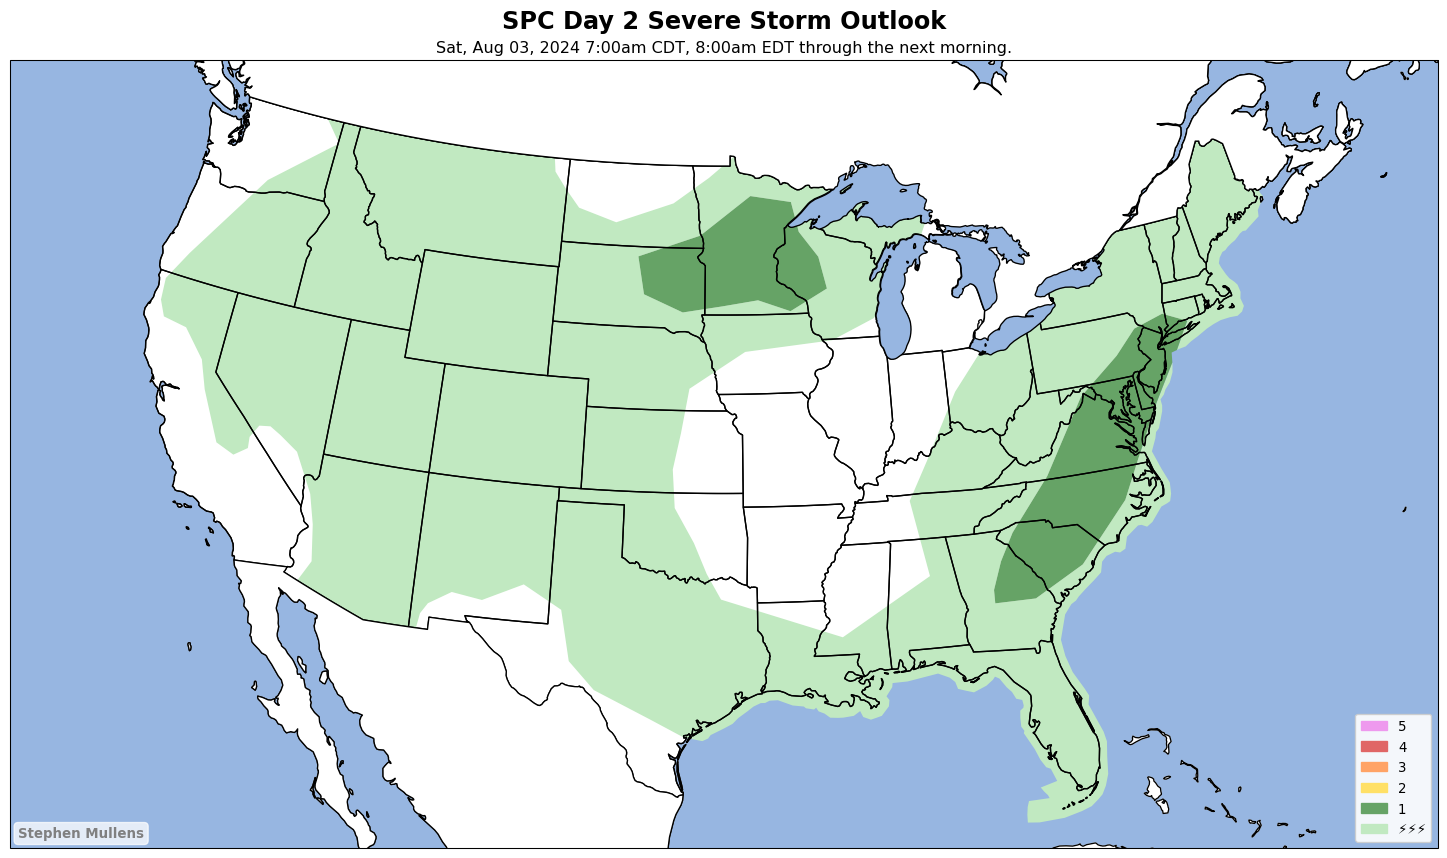 SPC Day 2 Severe Storm Outlook
Sat, Aug 03, 2024 7:00am CDT, 8:00am EDT through the next morning.
5
4
3
2
1
⚡⚡⚡
Stephen Mullens